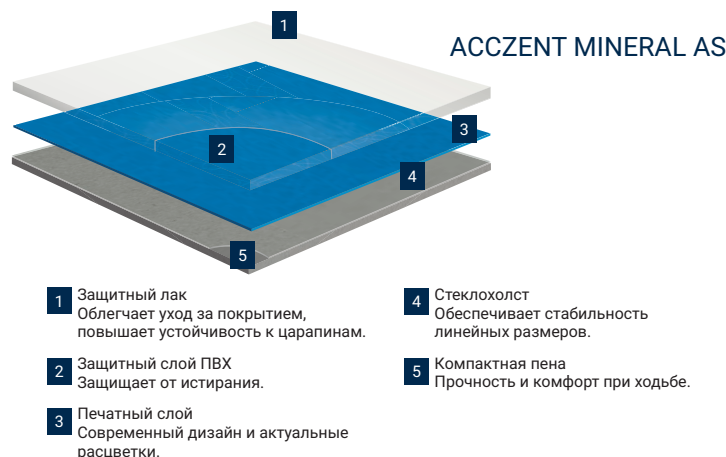 1
ACCZENT MINERAL AS
3
2
4
5
1 Защитный лак
Облегчает уход за покрытием,
повышает устойчивость к царапинам.
2 Защитный слой ПВХ
Защищает от истирания.
3 Печатный слой
Современный дизайн и актуальные
расцветки.
4 Стеклохолст
Обеспечивает стабильность
линейных размеров.
5 Компактная пена
Прочность и комфорт при ходьбе.